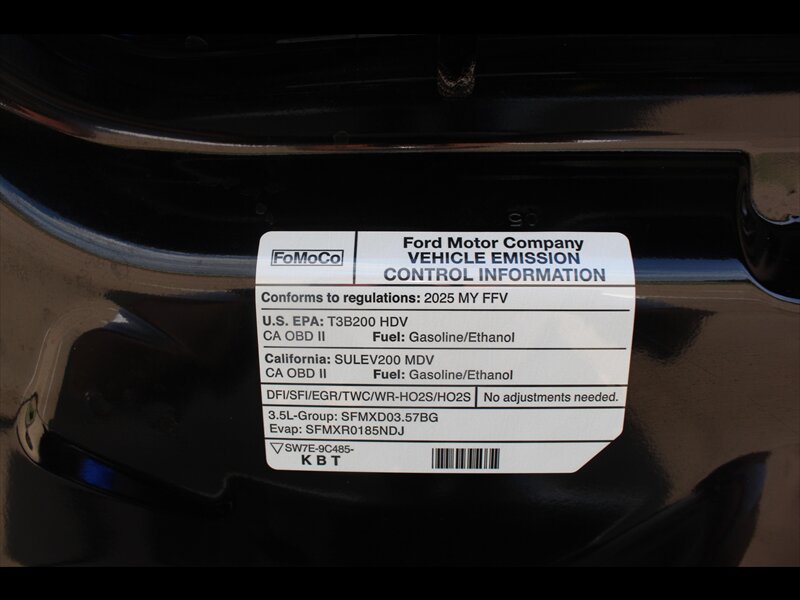 FoMoCo
Ford Motor Company
VEHICLE EMISSION
CONTROL INFORMATION
Conforms to regulations: 2025 MY FFV
U.S. EPA: T3B200 HDV
CA OBD II Fuel: Gasoline/Ethanol
California: SULEV200 MDV
CA OBD II Fuel: Gasoline/Ethanol
DFI/SFI/EGR/TWC/WR-HO2S/HO2S No adjustments needed.
3.5L-Group: SFMXD03.57BG
Evap: SFMXR0185NDJ
SW7E-9C485-
KBT